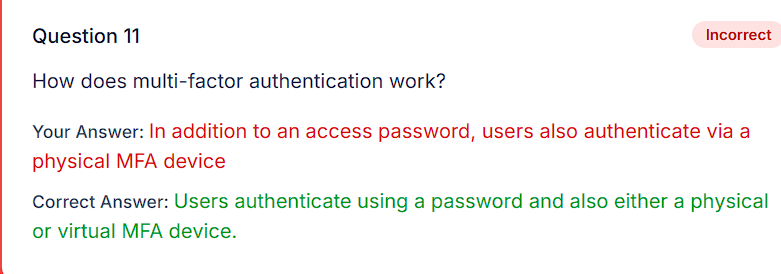 Question 11
Incorrect
How does multi-factor authentication work?
Your Answer: In addition to an access password, users also authenticate via a
physical MFA device
Correct Answer: Users authenticate using a password and also either a physical
or virtual MFA device.